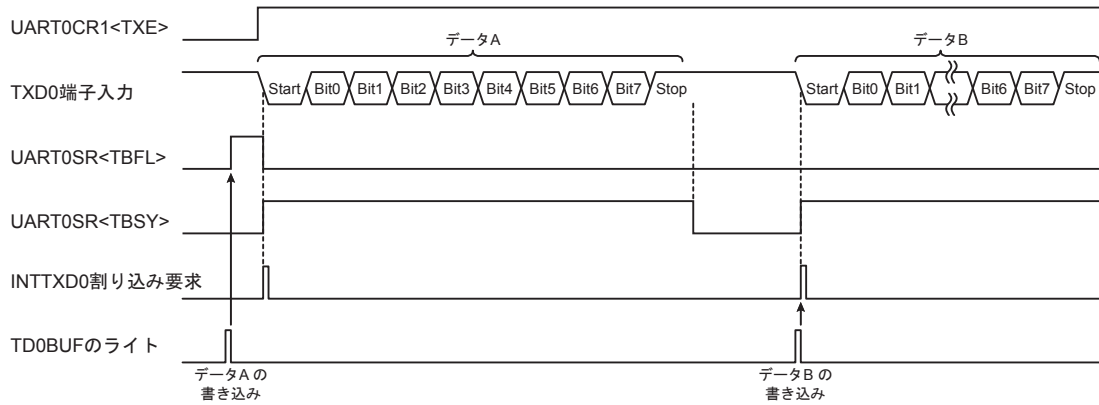 UART0CR1<TXE>
データA
データB
TXD0端子入力
Start Bit0 Bit1 Bit2 Bit3 Bit4 Bit5 Bit6 Bit7 Stop
Start Bit0 Bit1 Bit6 Bit7 Stop
UART0SR<TBFL>
UART0SR<TBSY>
INTTXD0割り込み要求
TD0BUFのライト
データA の
書き込み
データB の
書き込み